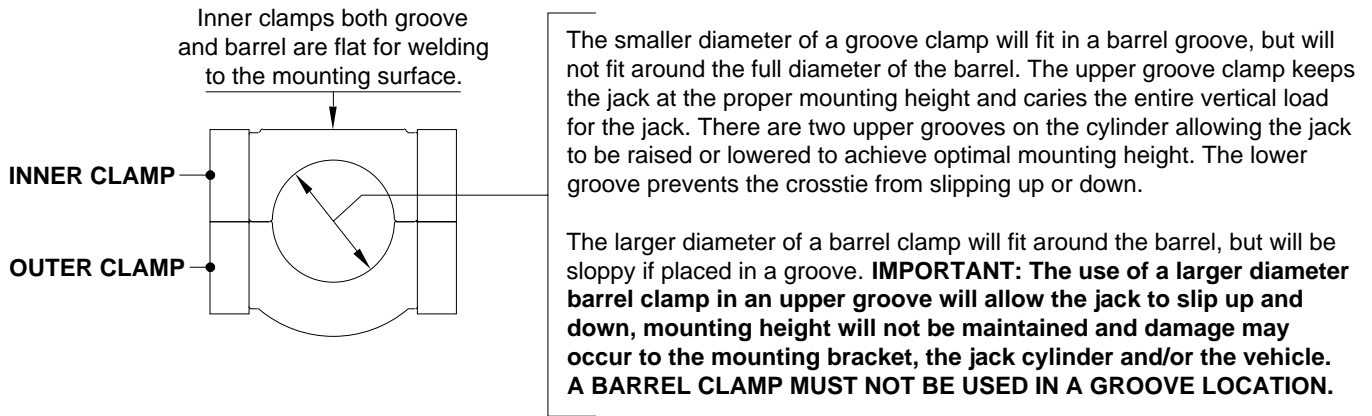 Inner clamps both groove
and barrel are flat for welding
to the mounting surface.
INNER CLAMP
OUTER CLAMP
The smaller diameter of a groove clamp will fit in a barrel groove, but will
not fit around the full diameter of the barrel. The upper groove clamp keeps
the jack at the proper mounting height and caries the entire vertical load
for the jack. There are two upper grooves on the cylinder allowing the jack
to be raised or lowered to achieve optimal mounting height. The lower
groove prevents the crosstie from slipping up or down.
The larger diameter of a barrel clamp will fit around the barrel, but will be
sloppy if placed in a groove. IMPORTANT: The use of a larger diameter
barrel clamp in an upper groove will allow the jack to slip up and
down, mounting height will not be maintained and damage may
occur to the mounting bracket, the jack cylinder and/or the vehicle.
A BARREL CLAMP MUST NOT BE USED IN A GROOVE LOCATION.